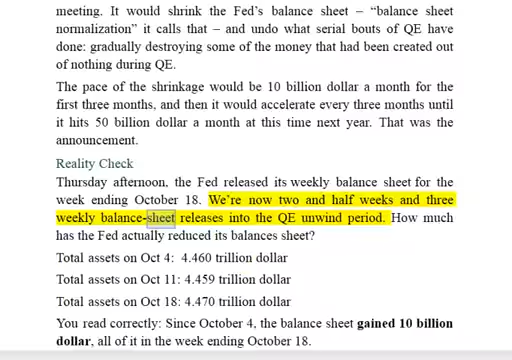 meeting. It would shrink the Fed's balance sheet – “balance sheet
normalization” it calls that – and undo what serial bouts of QE have
done: gradually destroying some of the money that had been created out
of nothing during QE.
The pace of the shrinkage would be 10 billion dollar a month for the
first three months, and then it would accelerate every three months until
it hits 50 billion dollar a month at this time next year. That was the
announcement.
Reality Check
Thursday afternoon, the Fed released its weekly balance sheet for the
week ending October 18. We're now two and half weeks and three
weekly balance-sheet releases into the QE unwind period. How much
has the Fed actually reduced its balances sheet?
Total assets on Oct 4: 4.460 trillion dollar
Total assets on Oct 11: 4.459 trillion dollar
Total assets on Oct 18: 4.470 trillion dollar
You read correctly: Since October 4, the balance sheet gained 10 billion
dollar, all of it in the week ending October 18.